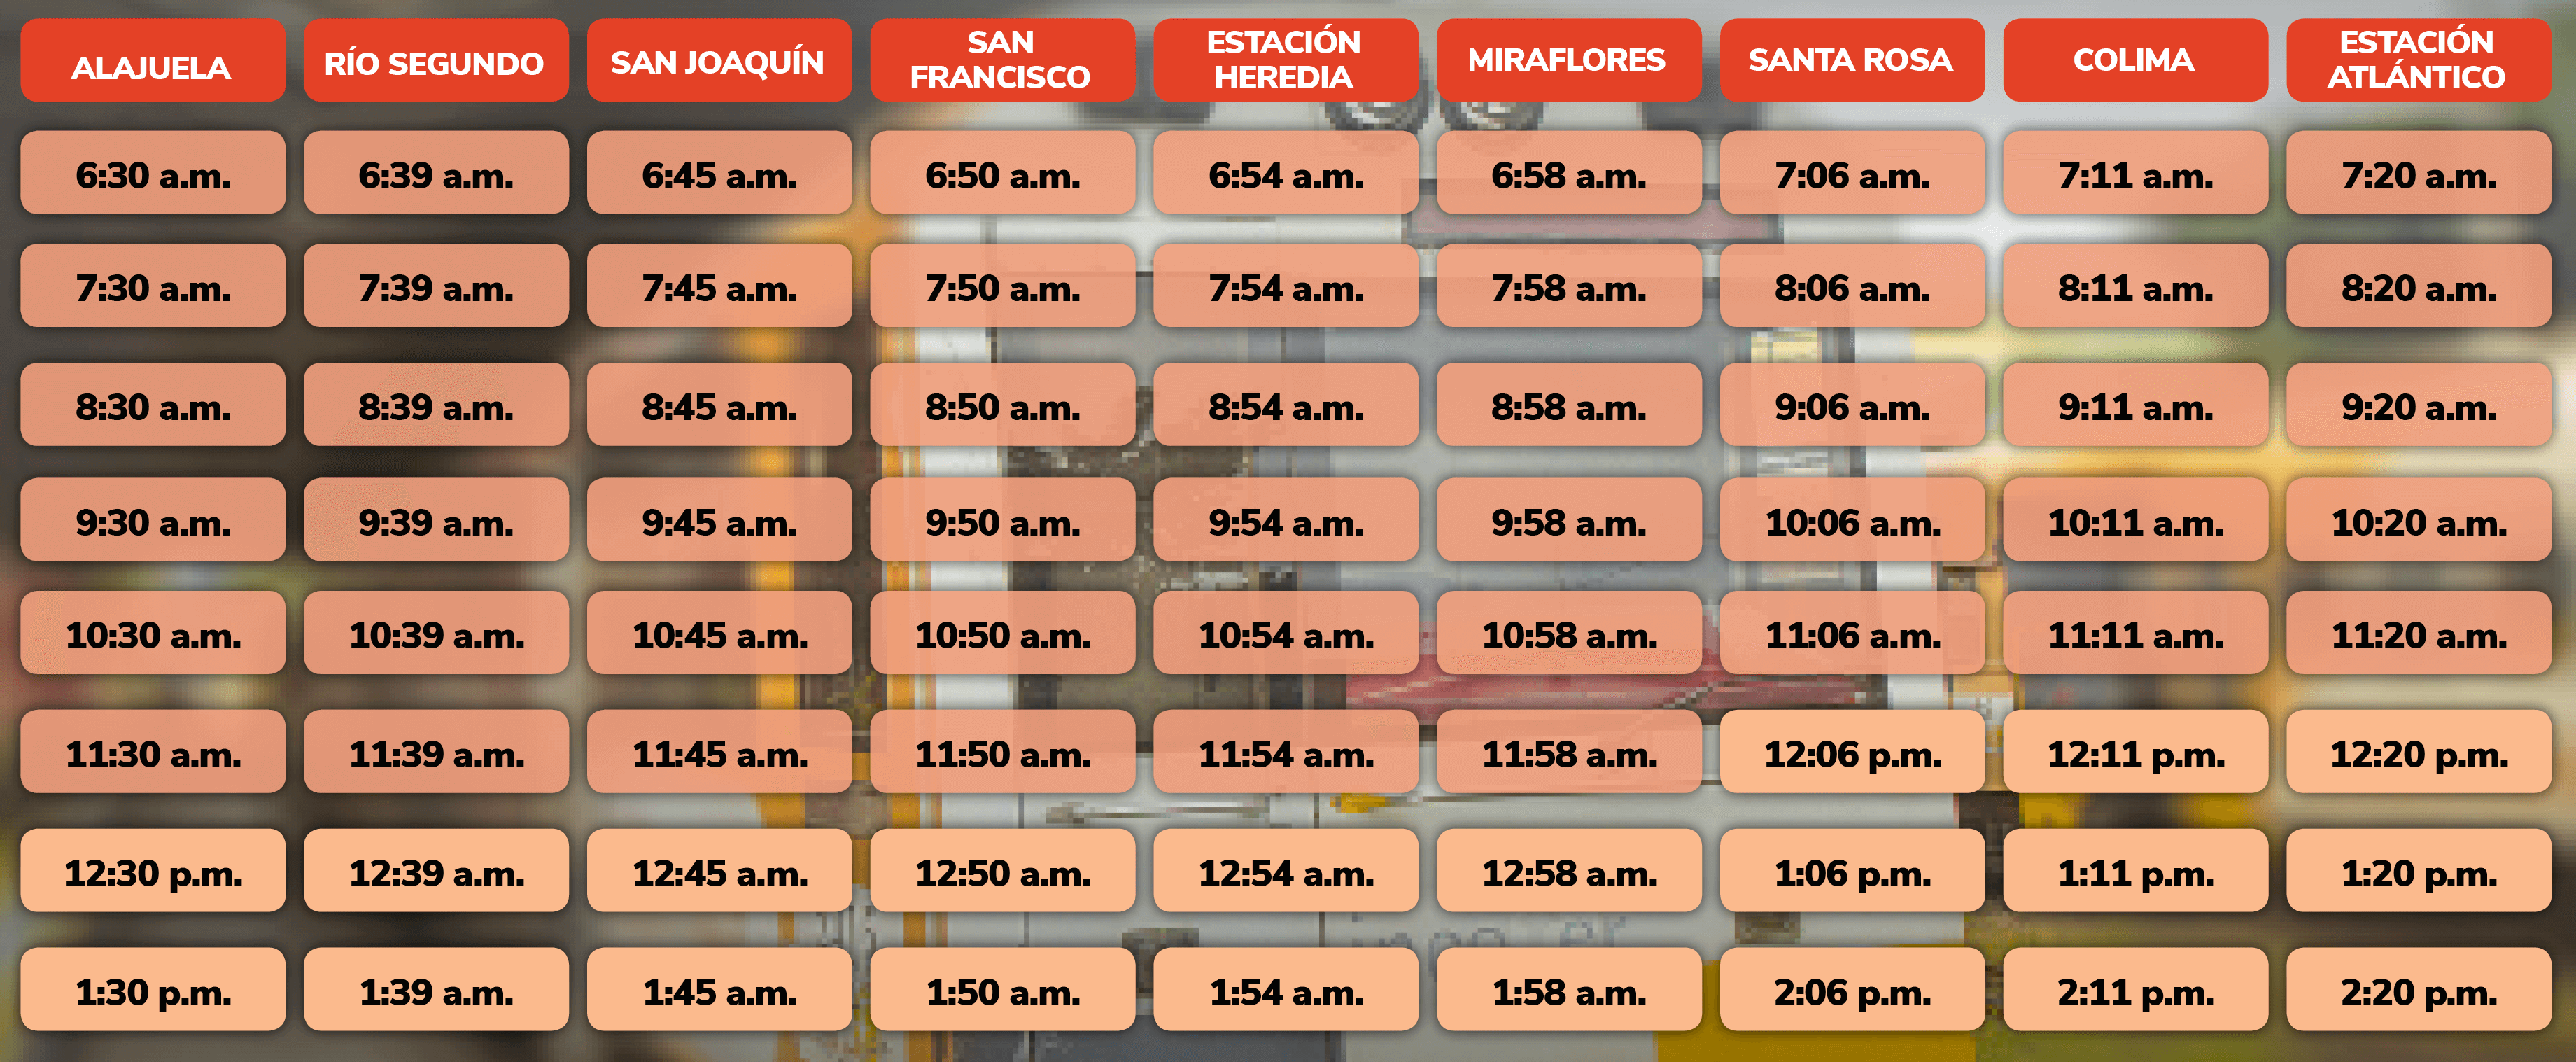 ALAJUELA RÍO SEGUNDO SAN JOAQUÍN SAN FRANCISCO ESTACIÓN HEREDIA MIRAFLORES SANTA ROSA COLIMA ESTACIÓN ATLÁNTICO
6:30 a.m. 6:39 a.m. 6:45 a.m. 6:50 a.m. 6:54 a.m. 6:58 a.m. 7:06 a.m. 7:11 a.m. 7:20 a.m.
7:30 a.m. 7:39 a.m. 7:45 a.m. 7:50 a.m. 7:54 a.m. 7:58 a.m. 8:06 a.m. 8:11 a.m. 8:20 a.m.
8:30 a.m. 8:39 a.m. 8:45 a.m. 8:50 a.m. 8:54 a.m. 8:58 a.m. 9:06 a.m. 9:11 a.m. 9:20 a.m.
9:30 a.m. 9:39 a.m. 9:45 a.m. 9:50 a.m. 9:54 a.m. 9:58 a.m. 10:06 a.m. 10:11 a.m. 10:20 a.m.
10:30 a.m. 10:39 a.m. 10:45 a.m. 10:50 a.m. 10:54 a.m. 10:58 a.m. 11:06 a.m. 11:11 a.m. 11:20 a.m.
11:30 a.m. 11:39 a.m. 11:45 a.m. 11:50 a.m. 11:54 a.m. 11:58 a.m. 12:06 p.m. 12:11 p.m. 12:20 p.m.
12:30 p.m. 12:39 a.m. 12:45 a.m. 12:50 a.m. 12:54 a.m. 12:58 a.m. 1:06 p.m. 1:11 p.m. 1:20 p.m.
1:30 p.m. 1:39 a.m. 1:45 a.m. 1:50 a.m. 1:54 a.m. 1:58 a.m. 2:06 p.m. 2:11 p.m. 2:20 p.m.